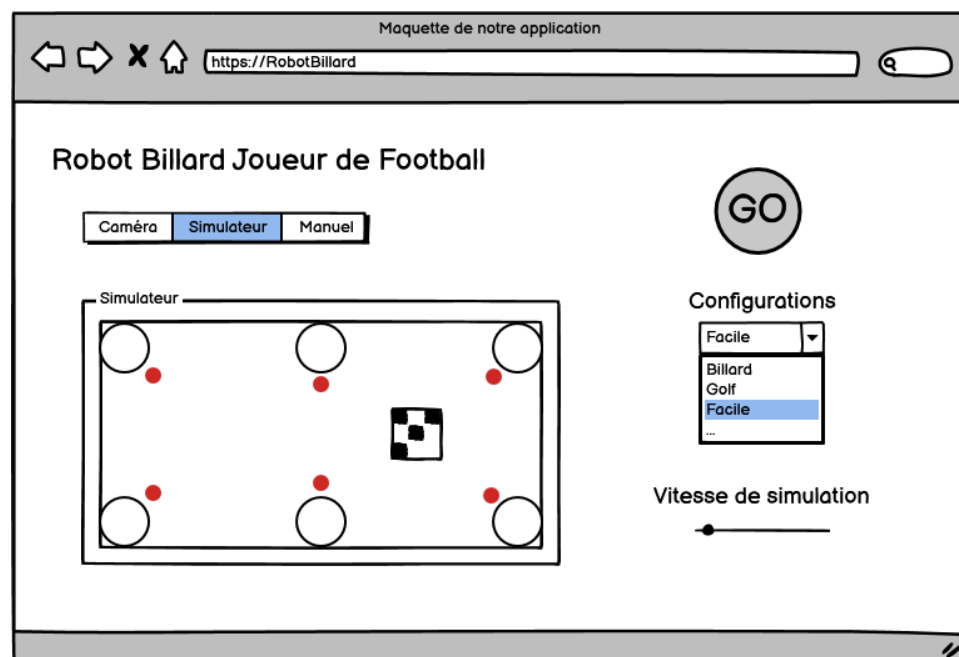 Maquette de notre application
https://RobotBillard
Robot Billard Joueur de Football
Caméra Simulateur Manuel
GO
Simulateur
Configurations
Facile
Billard
Golf
Facile
...
Vitesse de simulation